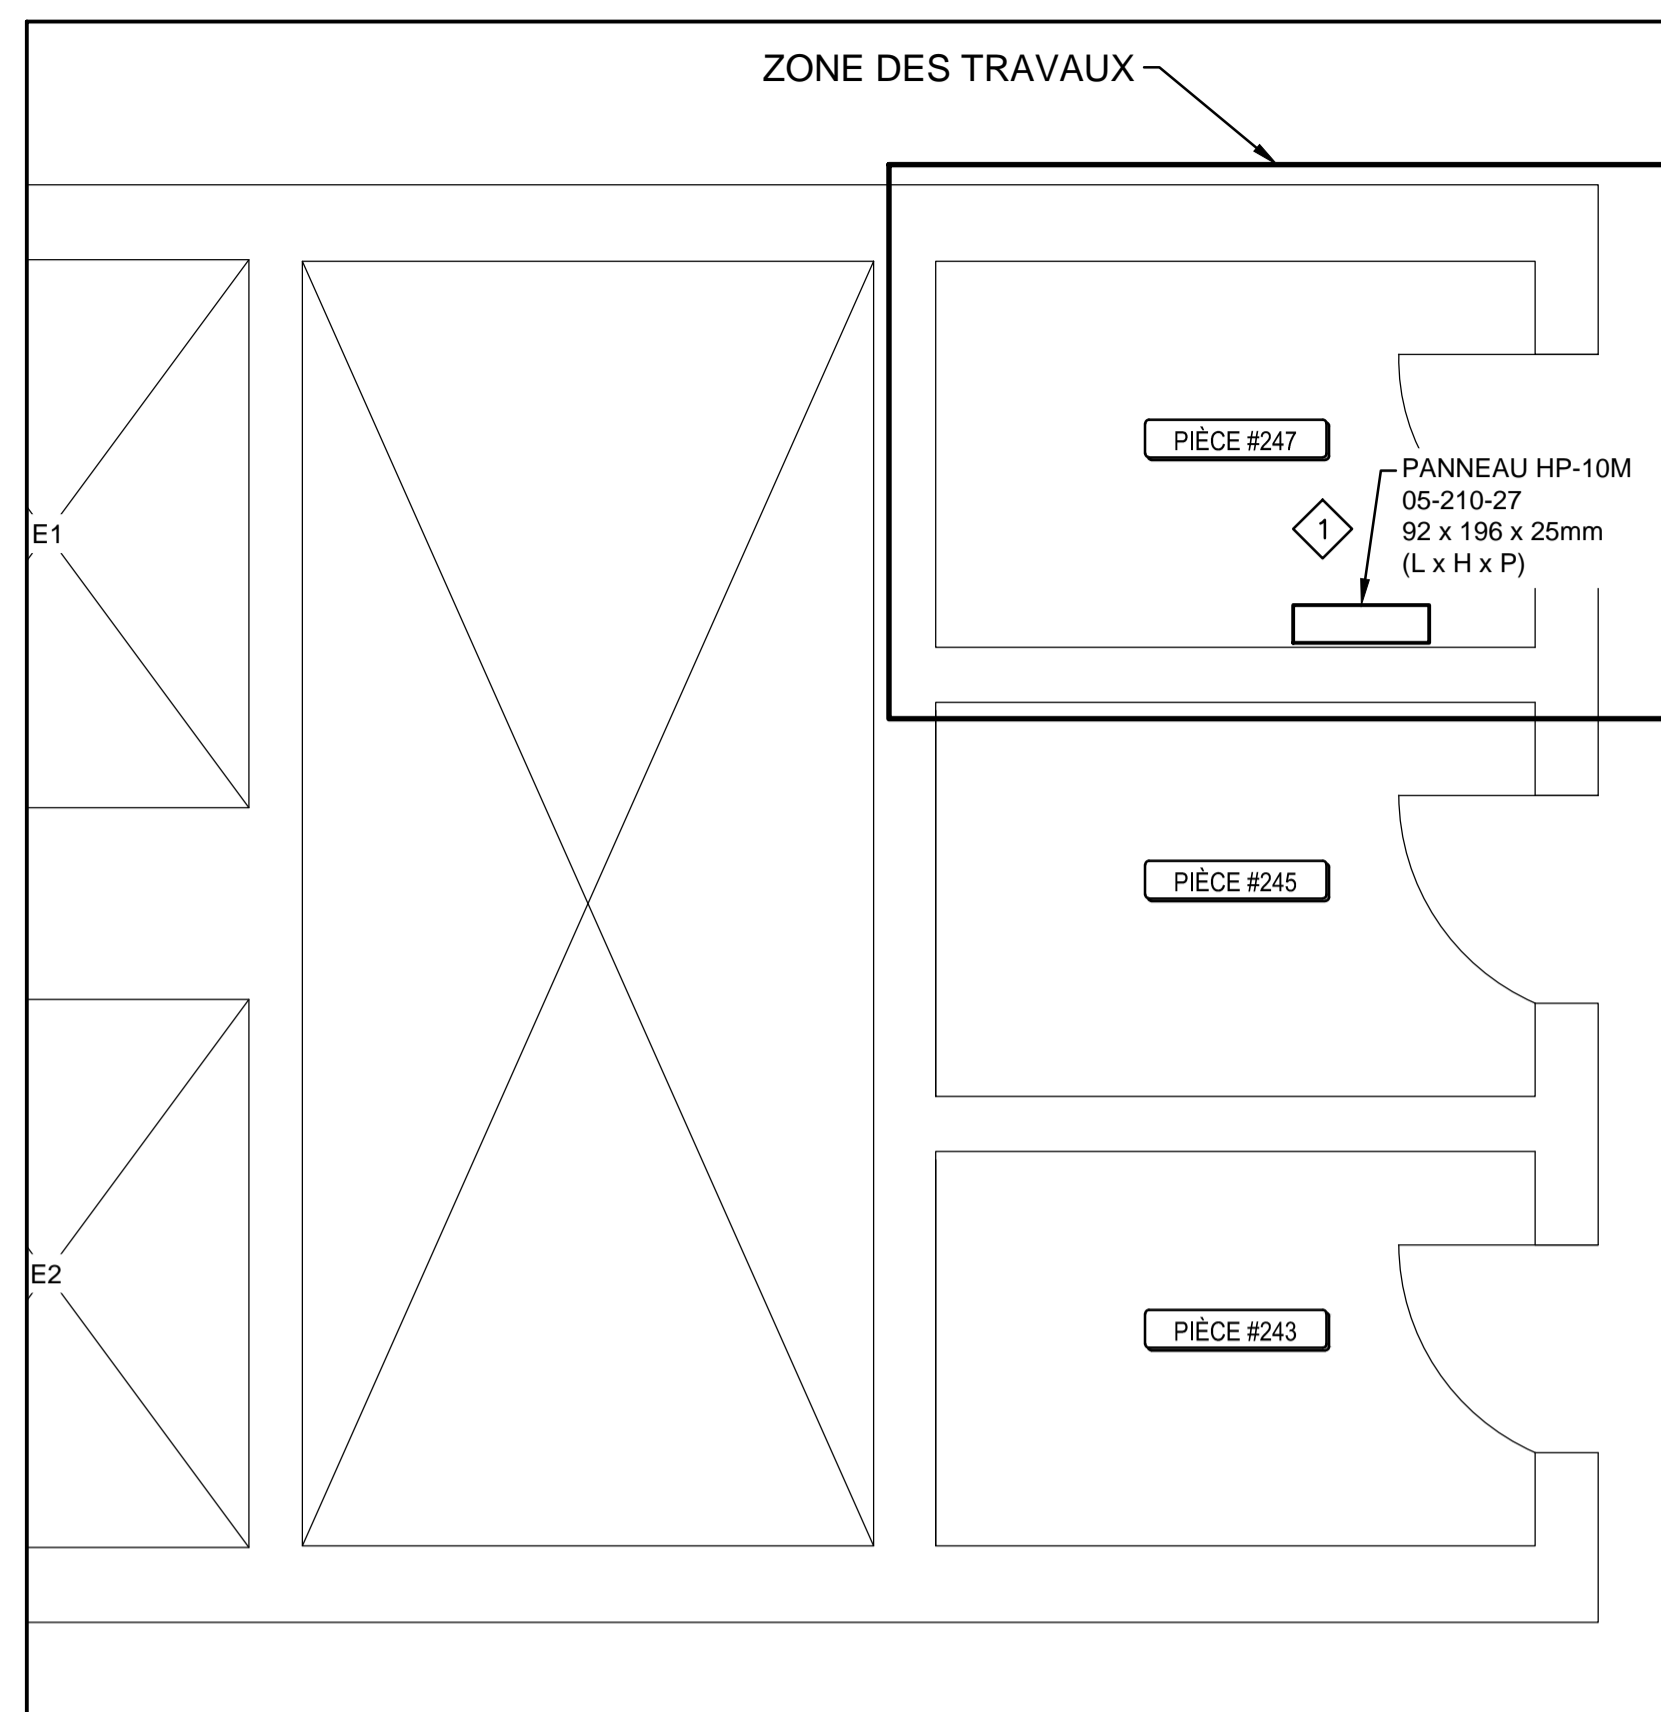 ZONE DES TRAVAUX
PIÈCE #247
PANNEAU HP-10M
05-210-27
92 x 196 x 25mm
(L x H x P)
1
E1
PIÈCE #245
E2
PIÈCE #243